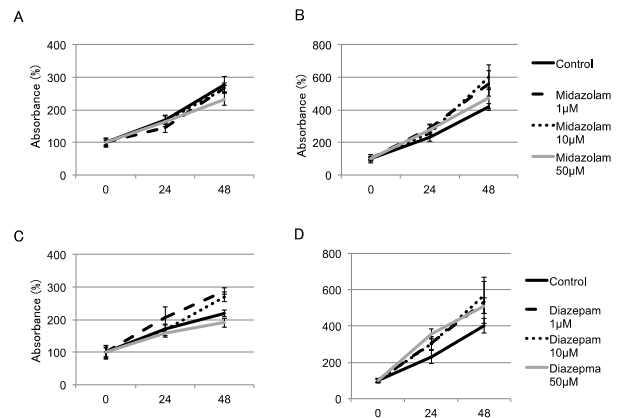 A
Absorbance (%)
400
300
200
100
0
0 24 48
B
Absorbance (%)
800
600
400
200
0
0 24 48
Control
Midazolam
1μM
Midazolam
10μM
Midazolam
50μM
C
Absorbance (%)
400
300
200
100
0
0 24 48
D
800
600
400
200
0
0 24 48
Control
Diazepam
1μM
Diazepam
10μM
Diazepma
50μM